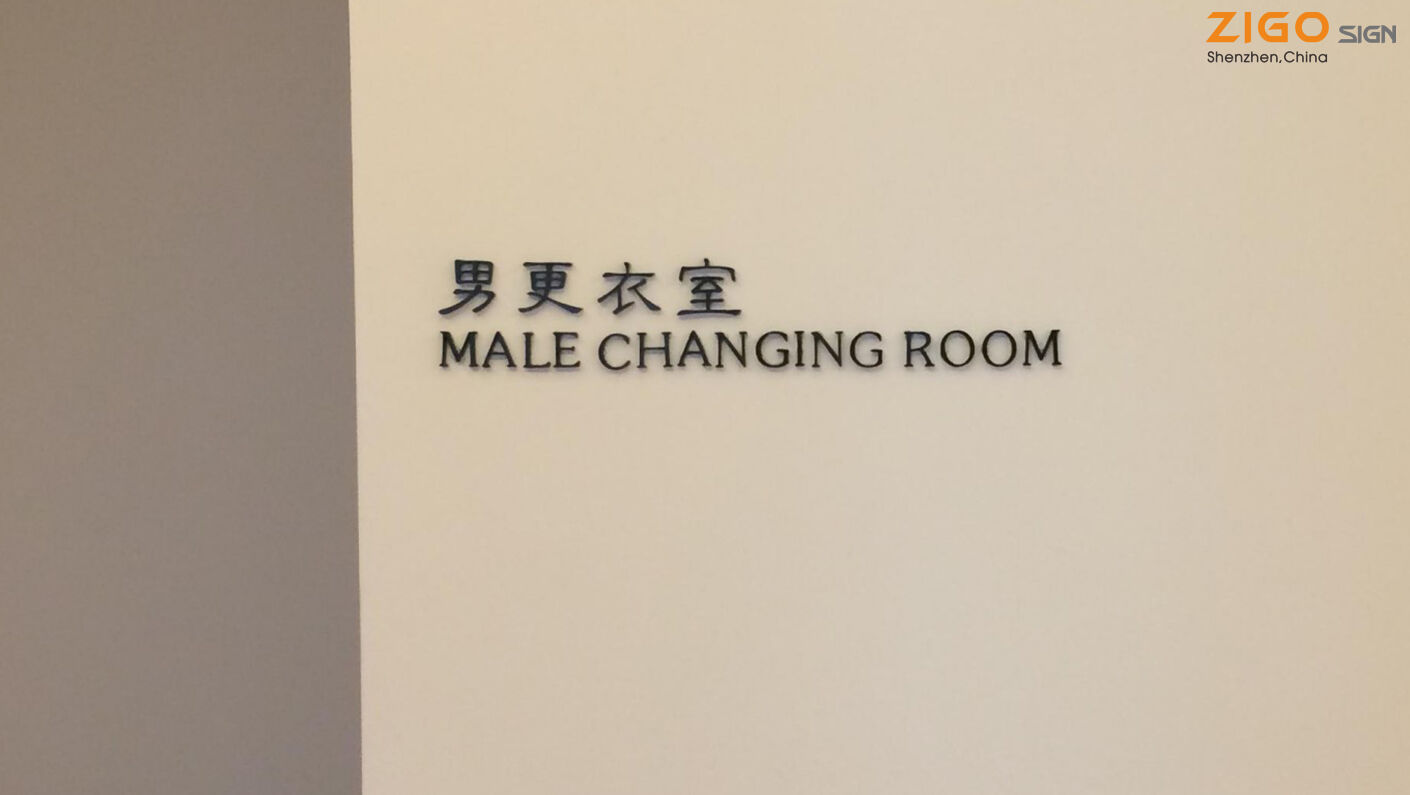 ZIGO SIGN
Shenzhen,China
男更衣室
MALE CHANGING ROOM